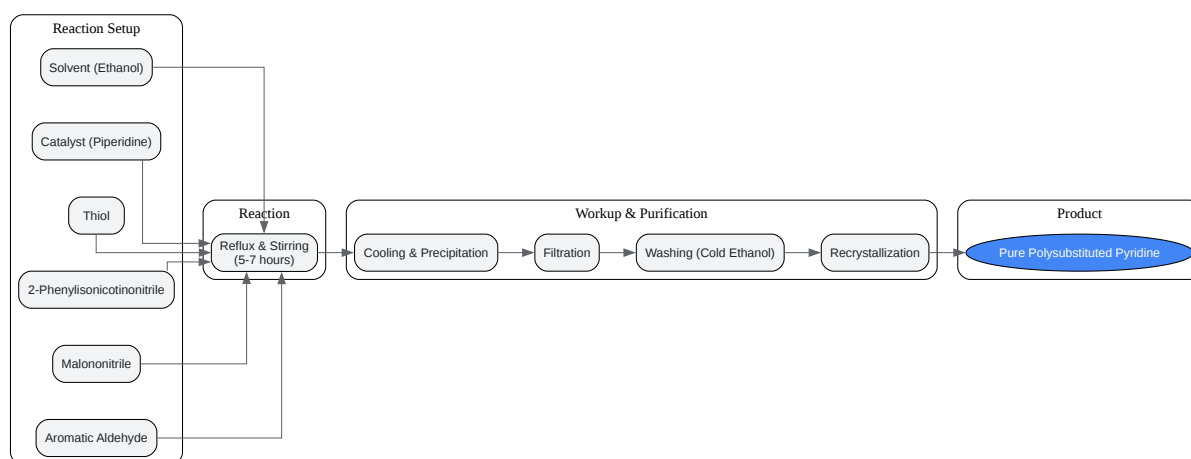 Reaction Setup
Solvent (Ethanol)
Catalyst (Piperidine)
Thiol
2-Phenylisonicotinonitrile
Malononitrile
Aromatic Aldehyde
Reaction
Reflux & Stirring
(5-7 hours)
Workup & Purification
Cooling & Precipitation
Filtration
Washing (Cold Ethanol)
Recrystallization
Product
Pure Polysubstituted Pyridine